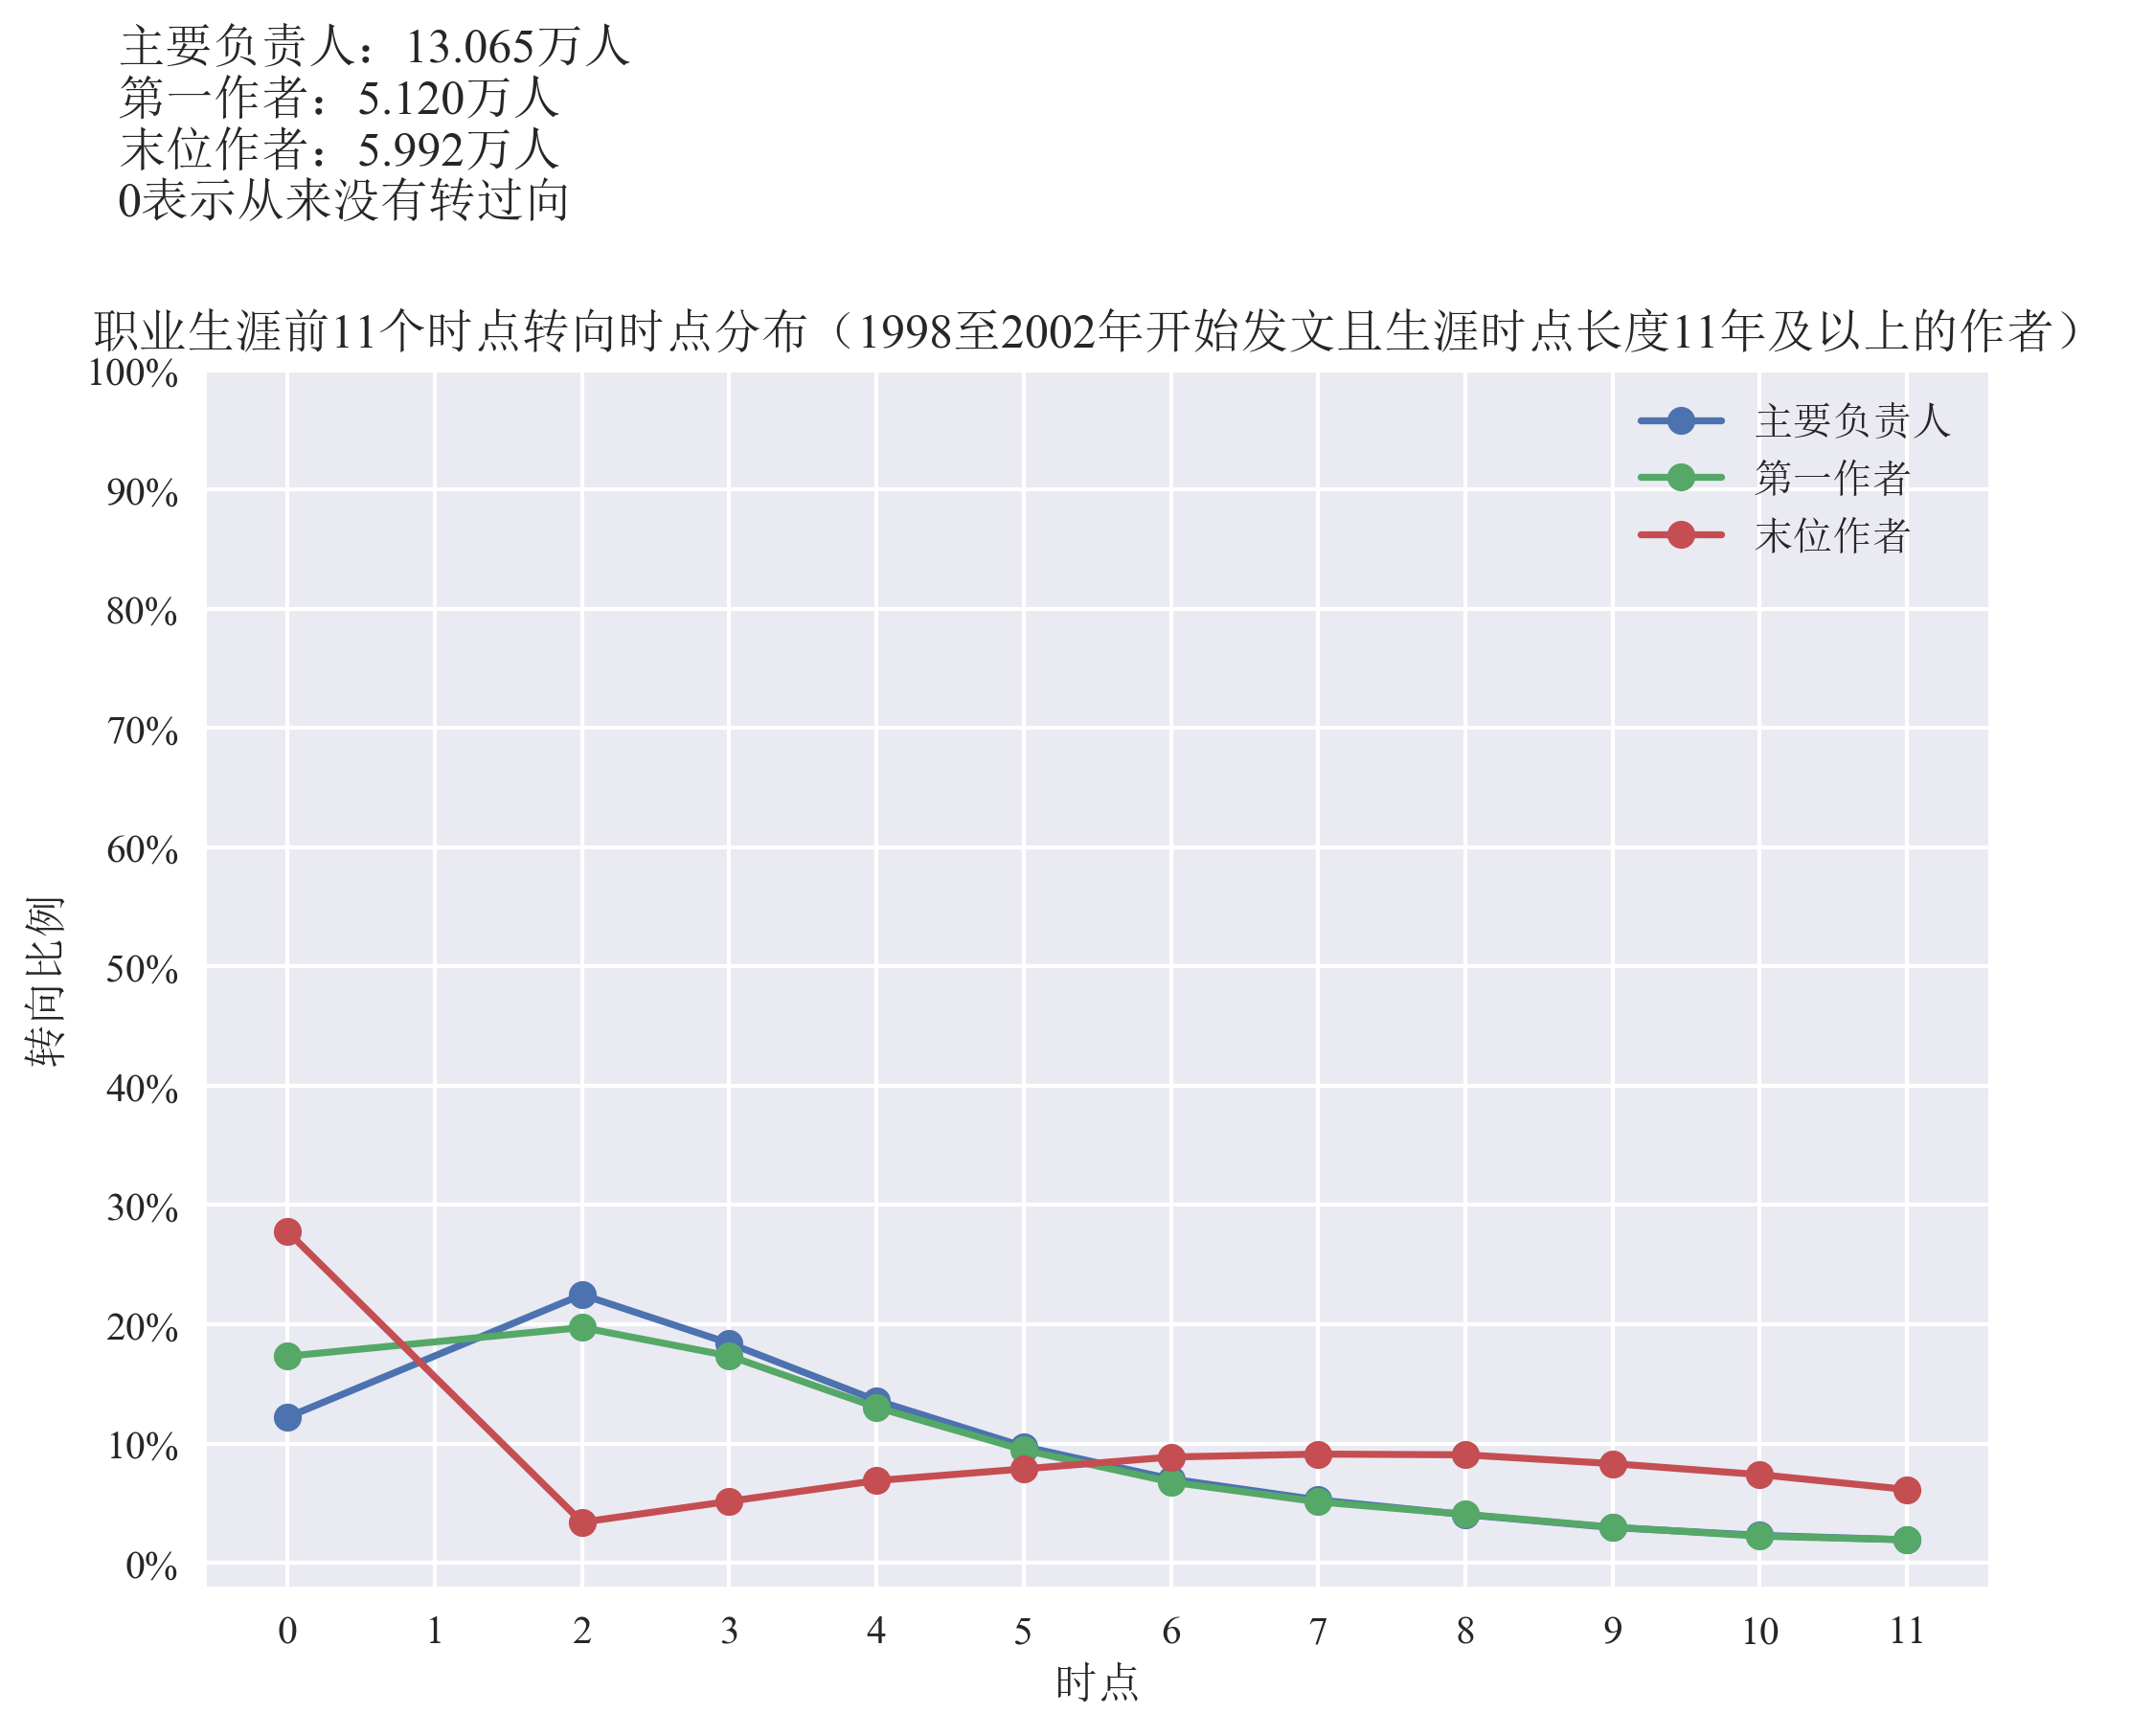 主要负责人：13.065万人
第一作者：5.120万人
末位作者：5.992万人
0表示从来没有转过向
职业生涯前11个时点转向时点分布（1998至2002年开始发文且生涯时点长度11年及以上的作者）
100%
90%
80%
70%
60%
50%
40%
30%
20%
10%
0%
转向比例
主要负责人
第一作者
末位作者
0 1 2 3 4 5 6 7 8 9 10 11
时点